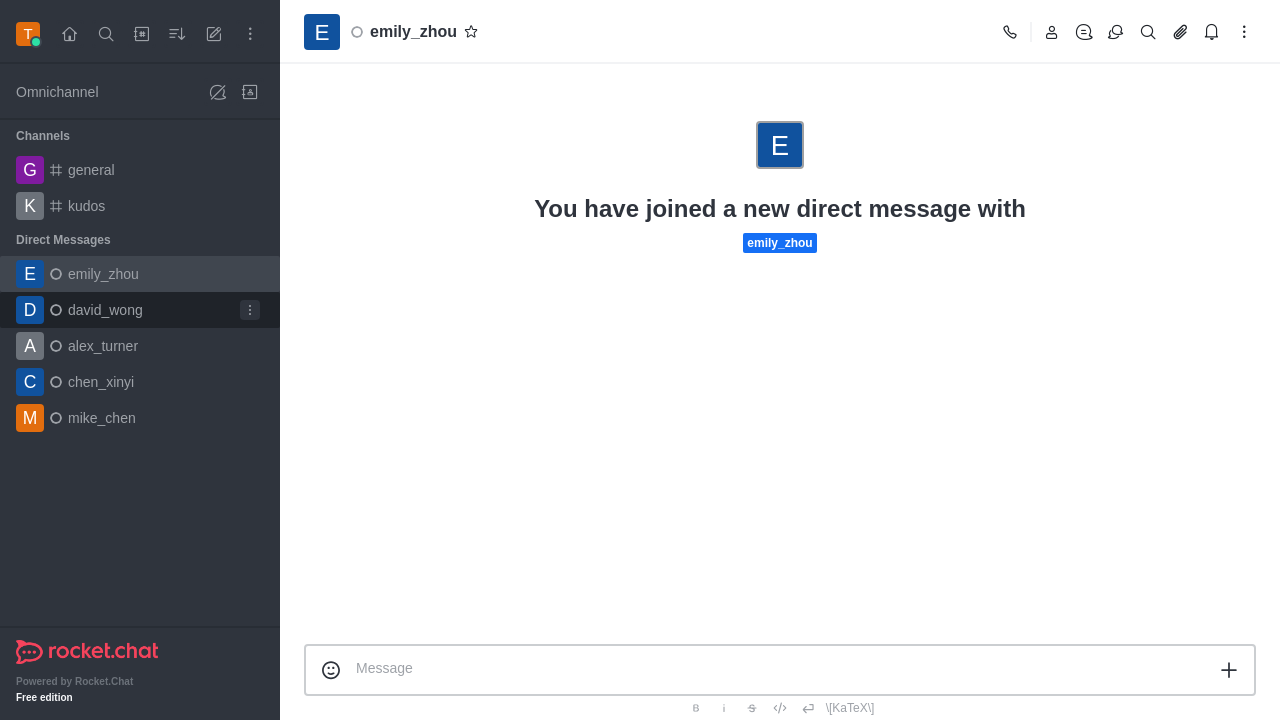 T
Omnichannel
Channels
G general
K kudos
Direct Messages
E emily_zhou
D david_wong
A alex_turner
C chen_xinyi
M mike_chen
rocket.chat
Powered by Rocket.Chat
Free edition
E emily_zhou
E
You have joined a new direct message with
emily_zhou
Message
B i S </> \[KaTeX\]